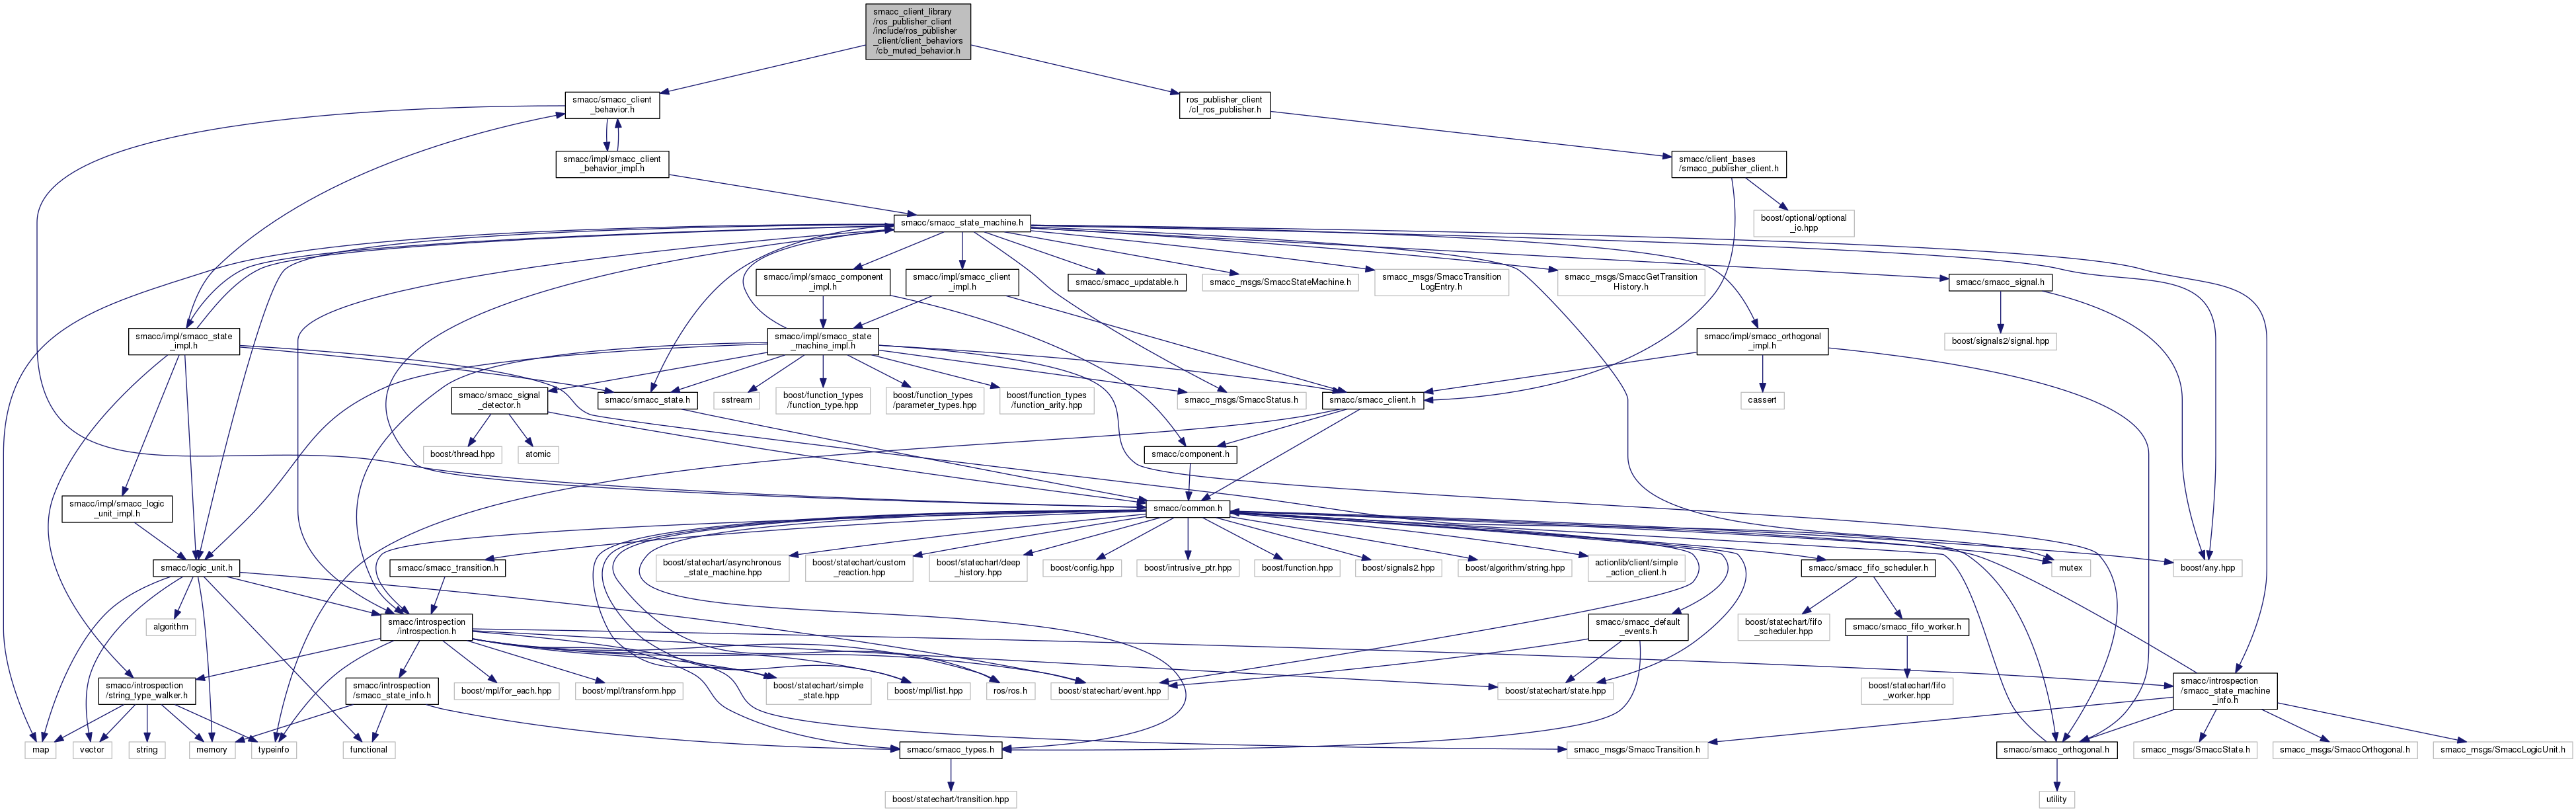 smacc_client_library
/ros_publisher_client
/include/ros_publisher
_client/client_behaviors
/cb_muted_behavior.h
smacc/smacc_client
_behavior.h
ros_publisher_client
/cl_ros_publisher.h
smacc/impl/smacc_client
_behavior_impl.h
smacc/client_bases
/smacc_publisher_client.h
smacc/smacc_state_machine.h
boost/optional/optional
_io.hpp
smacc/impl/smacc_component
_impl.h
smacc/impl/smacc_client
_impl.h
smacc/smacc_updatable.h
smacc_msgs/SmaccStateMachine.h
smacc_msgs/SmaccTransition
LogEntry.h
smacc_msgs/SmaccGetTransition
History.h
smacc/smacc_signal.h
smacc/impl/smacc_state
_impl.h
smacc/impl/smacc_state
_machine_impl.h
smacc/impl/smacc_orthogonal
_impl.h
boost/signals2/signal.hpp
smacc/smacc_signal
_detector.h
smacc/smacc_state.h
sstream
boost/function_types
/function_type.hpp
boost/function_types
/parameter_types.hpp
boost/function_types
/function_arity.hpp
smacc_msgs/SmaccStatus.h
smacc/smacc_client.h
cassert
boost/thread.hpp
atomic
smacc/component.h
smacc/impl/smacc_logic
_unit_impl.h
smacc/common.h
smacc/logic_unit.h
smacc/smacc_transition.h
boost/statechart/asynchronous
_state_machine.hpp
boost/statechart/custom
_reaction.hpp
boost/statechart/deep
_history.hpp
boost/config.hpp
boost/intrusive_ptr.hpp
boost/function.hpp
boost/signals2.hpp
boost/algorithm/string.hpp
actionlib/client/simple
_action_client.h
smacc/smacc_fifo_scheduler.h
mutex
boost/any.hpp
algorithm
smacc/introspection
/introspection.h
smacc/smacc_default
_events.h
boost/statechart/fifo
_scheduler.hpp
smacc/smacc_fifo_worker.h
smacc/introspection
/string_type_walker.h
smacc/introspection
/smacc_state_info.h
boost/mpl/for_each.hpp
boost/mpl/transform.hpp
boost/statechart/simple
_state.hpp
boost/mpl/list.hpp
ros/ros.h
boost/statechart/event.hpp
boost/statechart/state.hpp
boost/statechart/fifo
_worker.hpp
smacc/introspection
/smacc_state_machine
_info.h
map
vector
string
memory
typeinfo
functional
smacc/smacc_types.h
smacc_msgs/SmaccTransition.h
smacc/smacc_orthogonal.h
smacc_msgs/SmaccState.h
smacc_msgs/SmaccOrthogonal.h
smacc_msgs/SmaccLogicUnit.h
boost/statechart/transition.hpp
utility